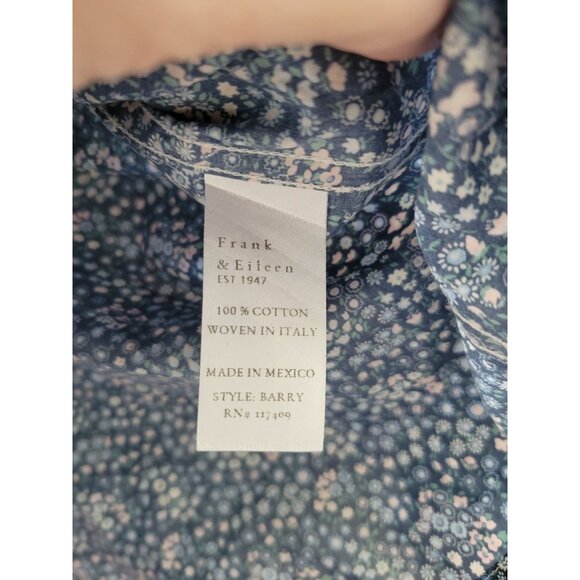 Frank
& Eileen
EST 1947
100% COTTON
WOVEN IN ITALY
MADE IN MEXICO
STYLE: BARRY
RN# 117409